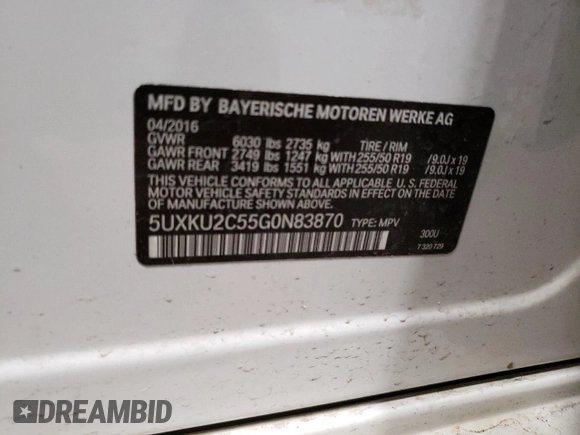 MFD BY BAYERISCHE MOTOREN WERKE AG
04/2016
GVWR 6030 lbs 2735 kg TIRE / RIM
GAWR FRONT 2749 lbs 1247 kg WITH 255/50 R19 /9.0J x 19
GAWR REAR 3419 lbs 1551 kg WITH 255/50 R19 /9.0J x 19
THIS VEHICLE CONFORMS TO ALL APPLICABLE U.S. FEDERAL
MOTOR VEHICLE SAFETY STANDARDS IN EFFECT ON THE DATE
OF MANUFACTURE SHOWN ABOVE.
5UXKU2C55G0N83870 TYPE: MPV 300U
T 320 729
DREAMBID